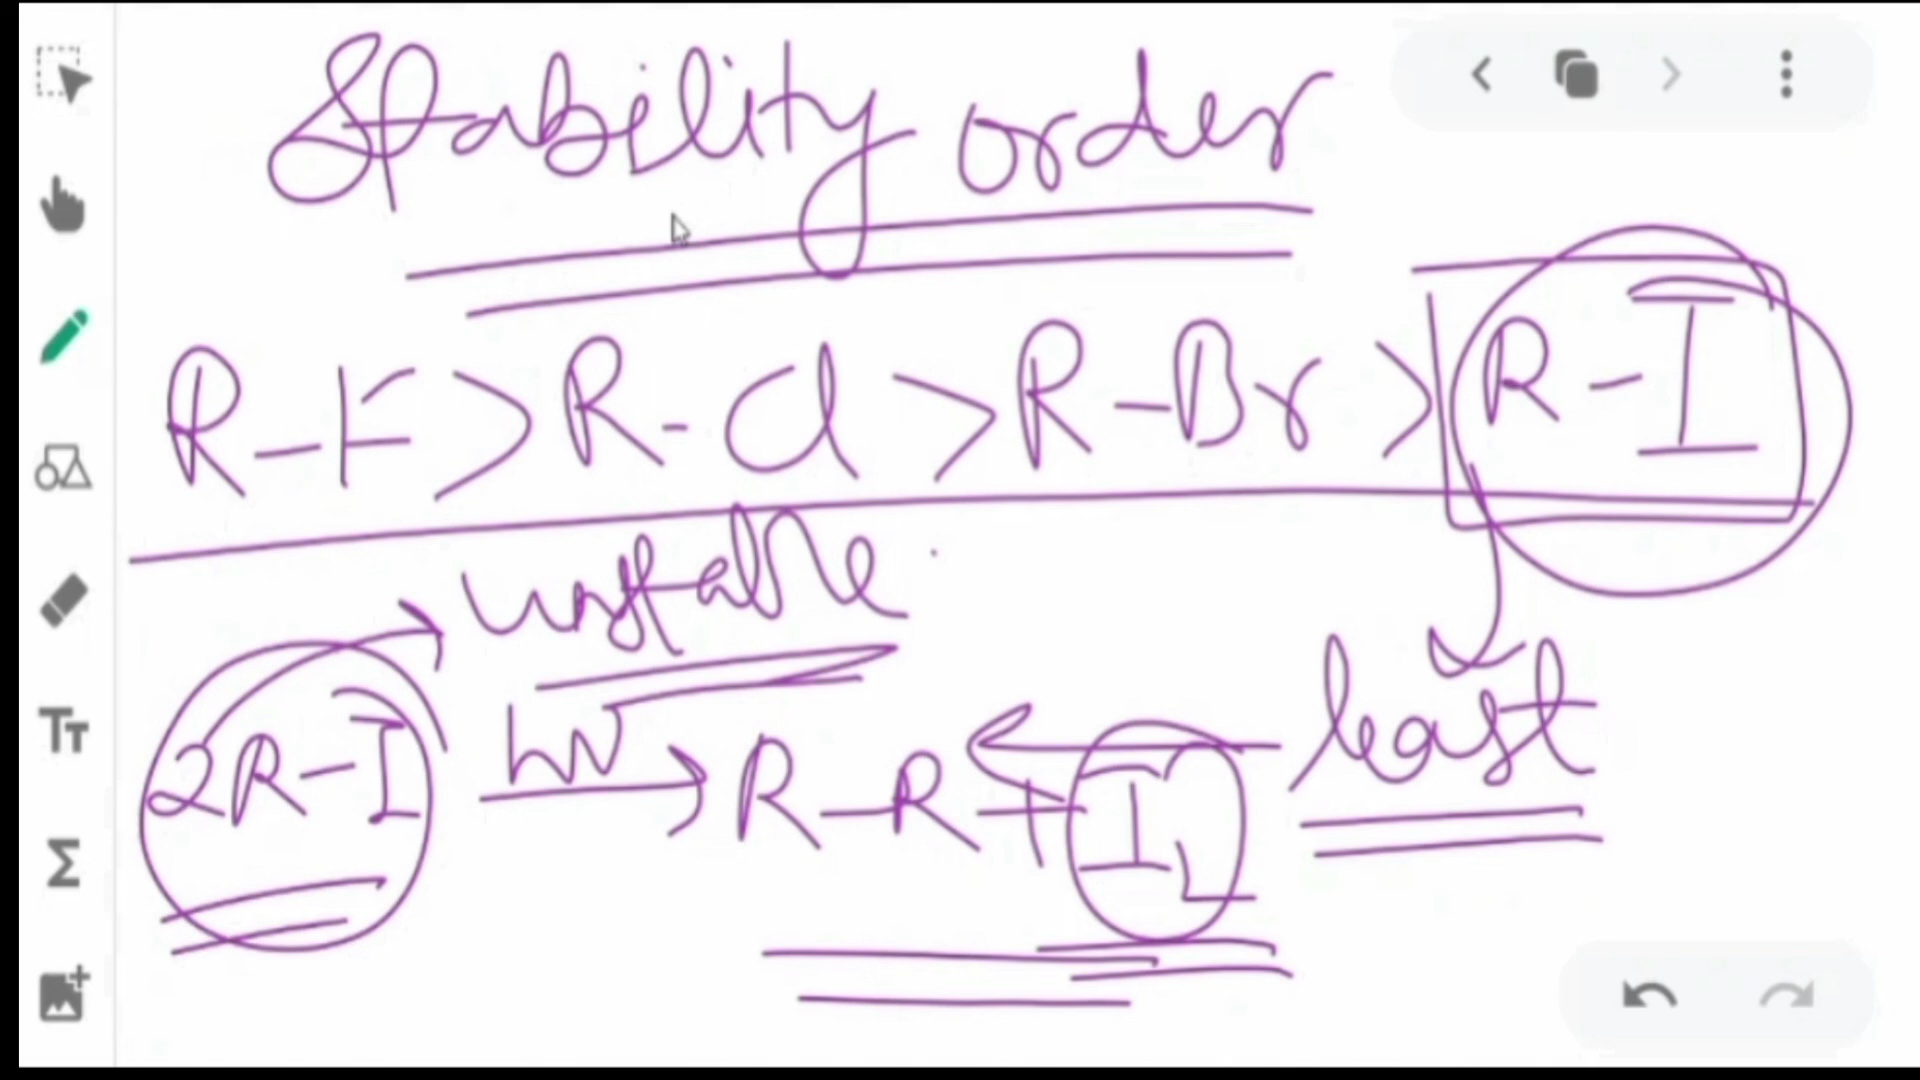 Stability order
R-F > R-Cl > R-Br > R-I
unstable
least
2R-I hν→ R-R + I2